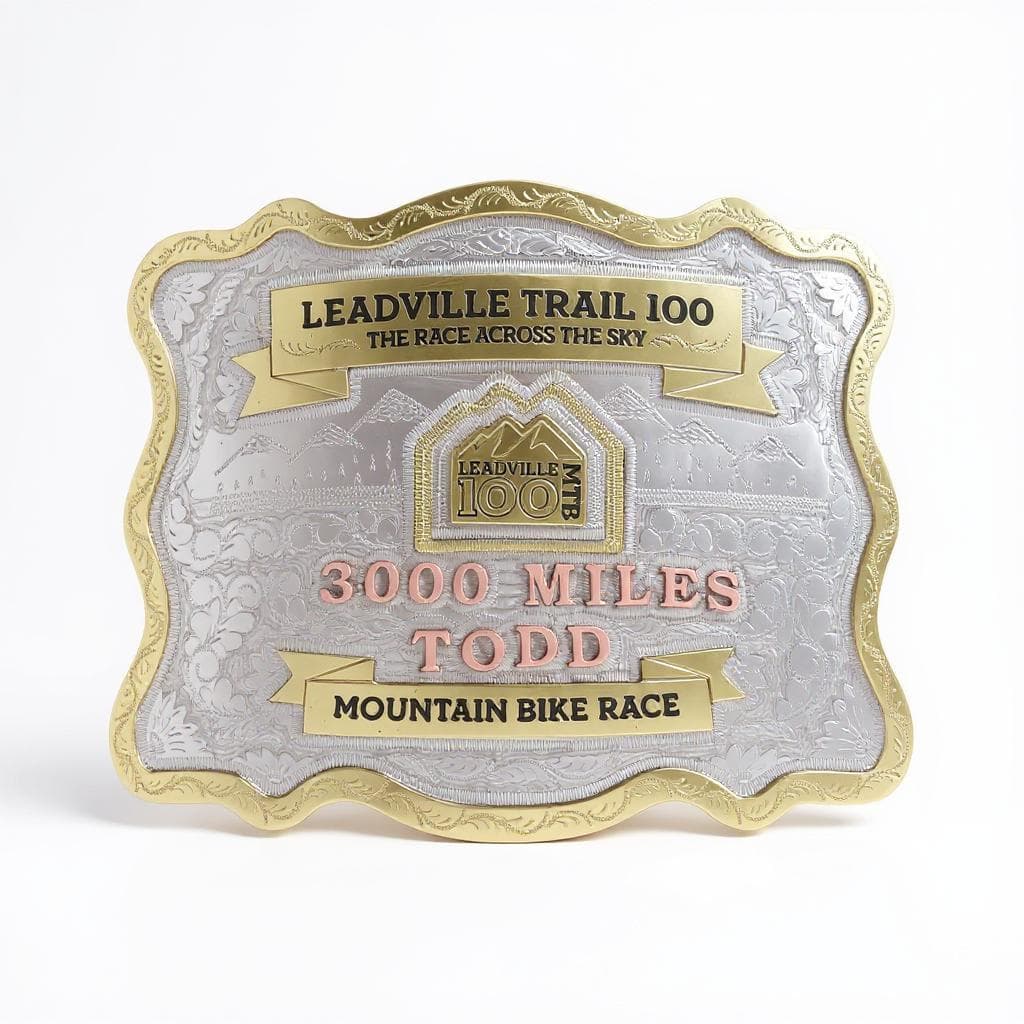 LEADVILLE TRAIL 100
THE RACE ACROSS THE SKY
LEADVILLE
100
MTB
3000 MILES
TODD
MOUNTAIN BIKE RACE